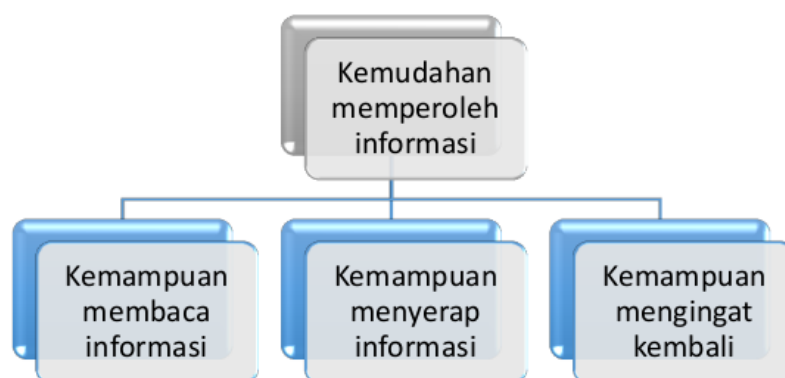 Kemudahan
memperoleh
informasi
Kemampuan
membaca
informasi
Kemampuan
menyerap
informasi
Kemampuan
mengingat
kembali